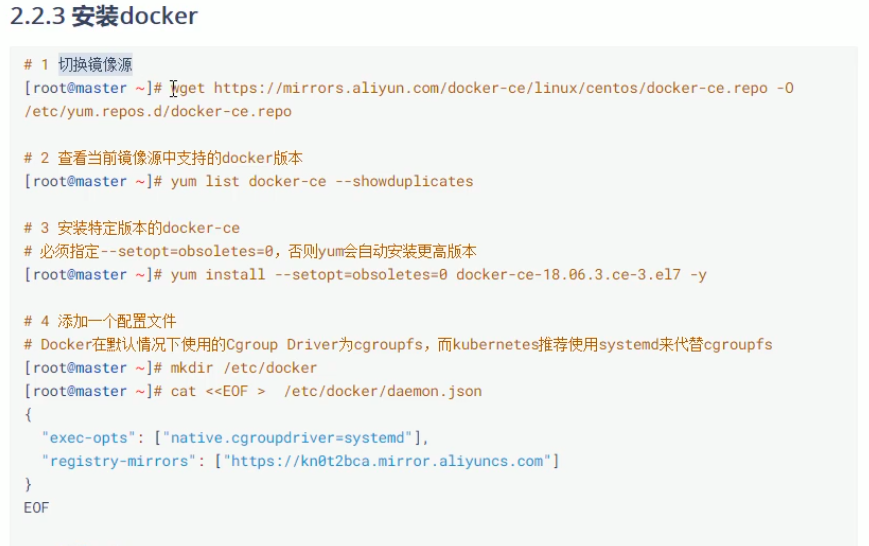 2.2.3 安装docker
# 1 切换镜像源
[root@master ~]# wget https://mirrors.aliyun.com/docker-ce/linux/centos/docker-ce.repo -O
/etc/yum.repos.d/docker-ce.repo
# 2 查看当前镜像源中支持的docker版本
[root@master ~]# yum list docker-ce --showduplicates
# 3 安装特定版本的docker-ce
# 必须指定--setopt=obsoletes=0，否则yum会自动安装更高版本
[root@master ~]# yum install --setopt=obsoletes=0 docker-ce-18.06.3.ce-3.el7 -y
# 4 添加一个配置文件
# Docker在默认情况下使用的Cgroup Driver为cgroupfs，而kubernetes推荐使用systemd来代替cgroupfs
[root@master ~]# mkdir /etc/docker
[root@master ~]# cat <<EOF >  /etc/docker/daemon.json
{
  "exec-opts": ["native.cgroupdriver=systemd"],
  "registry-mirrors": ["https://kn0t2bca.mirror.aliyuncs.com"]
}
EOF